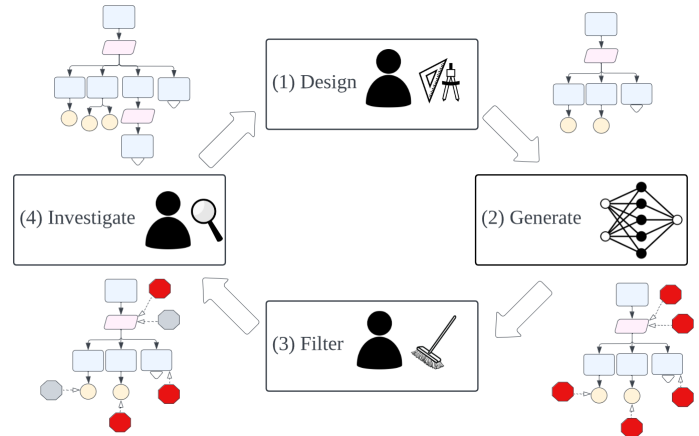 (1) Design
(2) Generate
(3) Filter
(4) Investigate